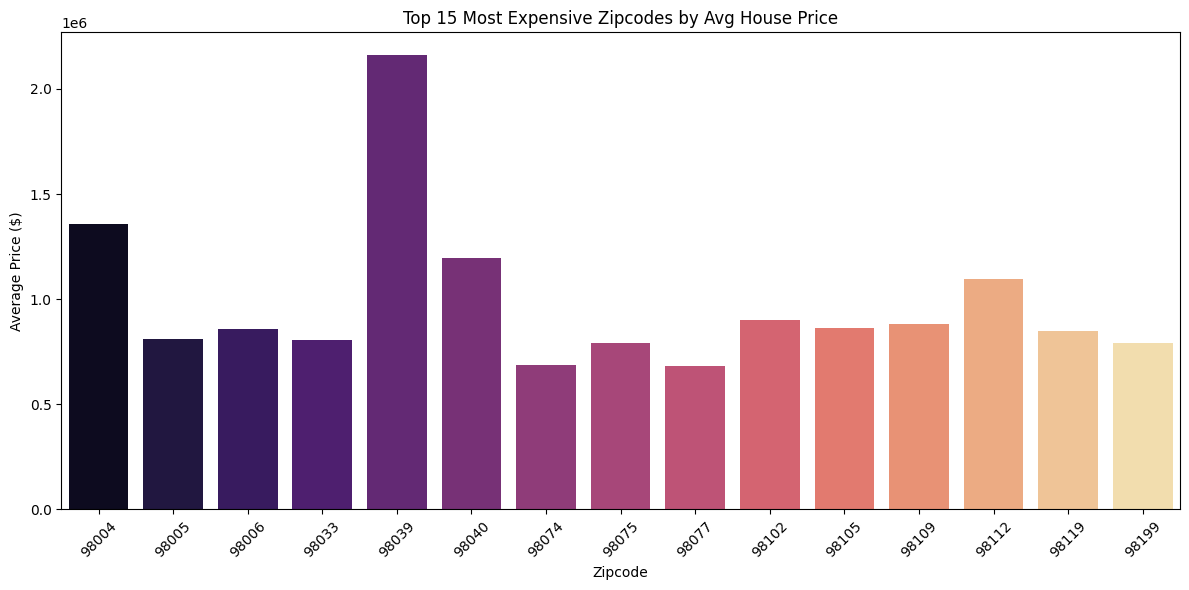 Top 15 Most Expensive Zipcodes by Avg House Price
1e6
2.0
1.5
1.0
0.5
0.0
Average Price ($)
98004 98005 98006 98033 98039 98040 98074 98075 98077 98102 98105 98109 98112 98119 98199
Zipcode